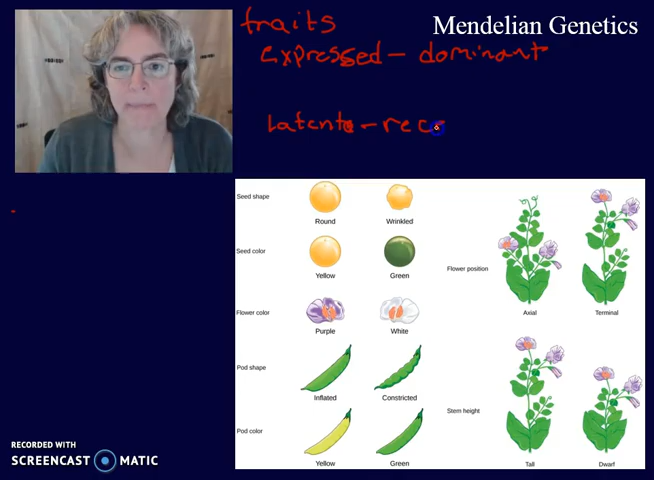 traits
Mendelian Genetics
expressed - dominant
latent - rec
Seed shape
Round
Wrinkled
Seed color
Yellow
Green
Flower color
Purple
White
Pod shape
Inflated
Constricted
Pod color
Yellow
Green
Flower position
Axial
Terminal
Stem height
Tall
Dwarf
RECORDED WITH
SCREENCAST MATIC